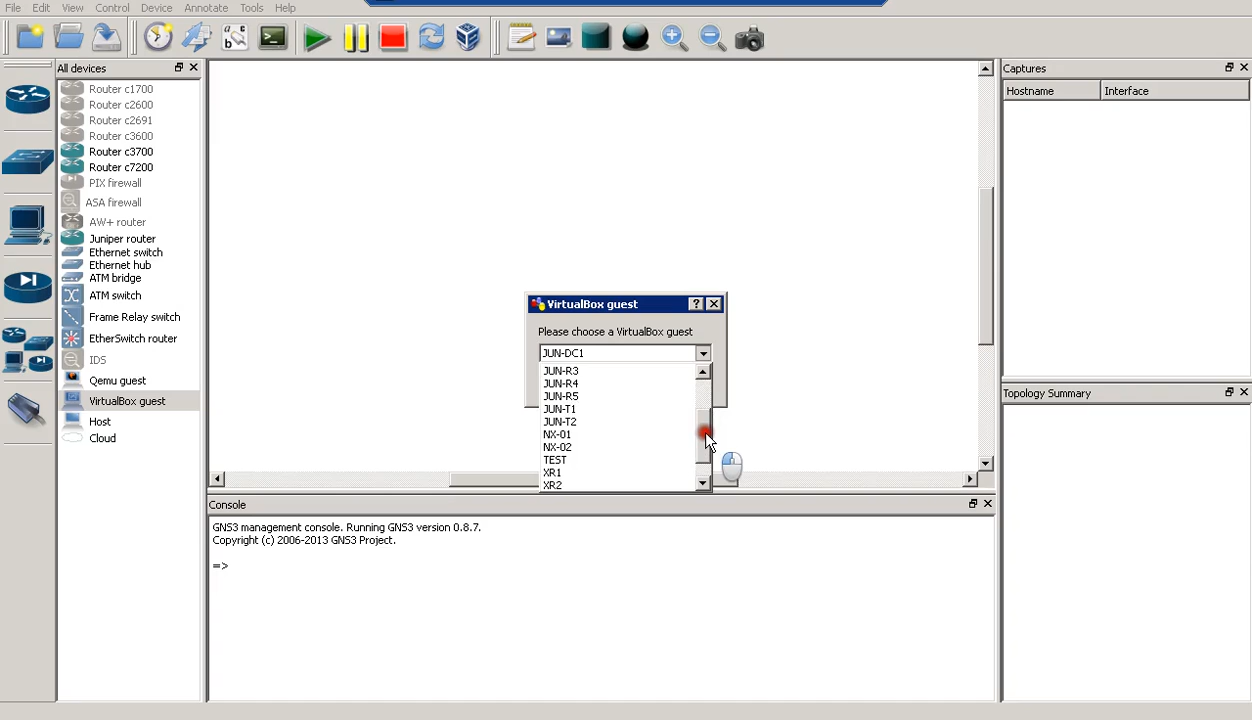 File Edit View Control Device Annotate Tools Help
All devices
Router c1700
Router c2600
Router c2691
Router c3600
Router c3700
Router c7200
PIX firewall
ASA firewall
AW+ router
Juniper router
Ethernet switch
Ethernet hub
ATM bridge
ATM switch
Frame Relay switch
EtherSwitch router
IDS
Qemu guest
VirtualBox guest
Host
Cloud
VirtualBox guest
Please choose a VirtualBox guest
JUN-DC1
JUN-R3
JUN-R4
JUN-R5
JUN-T1
JUN-T2
NX-01
NX-02
TEST
XR1
XR2
Console
GNS3 management console. Running GNS3 version 0.8.7.
Copyright (c) 2006-2013 GNS3 Project.
=>
Captures
Hostname Interface
Topology Summary